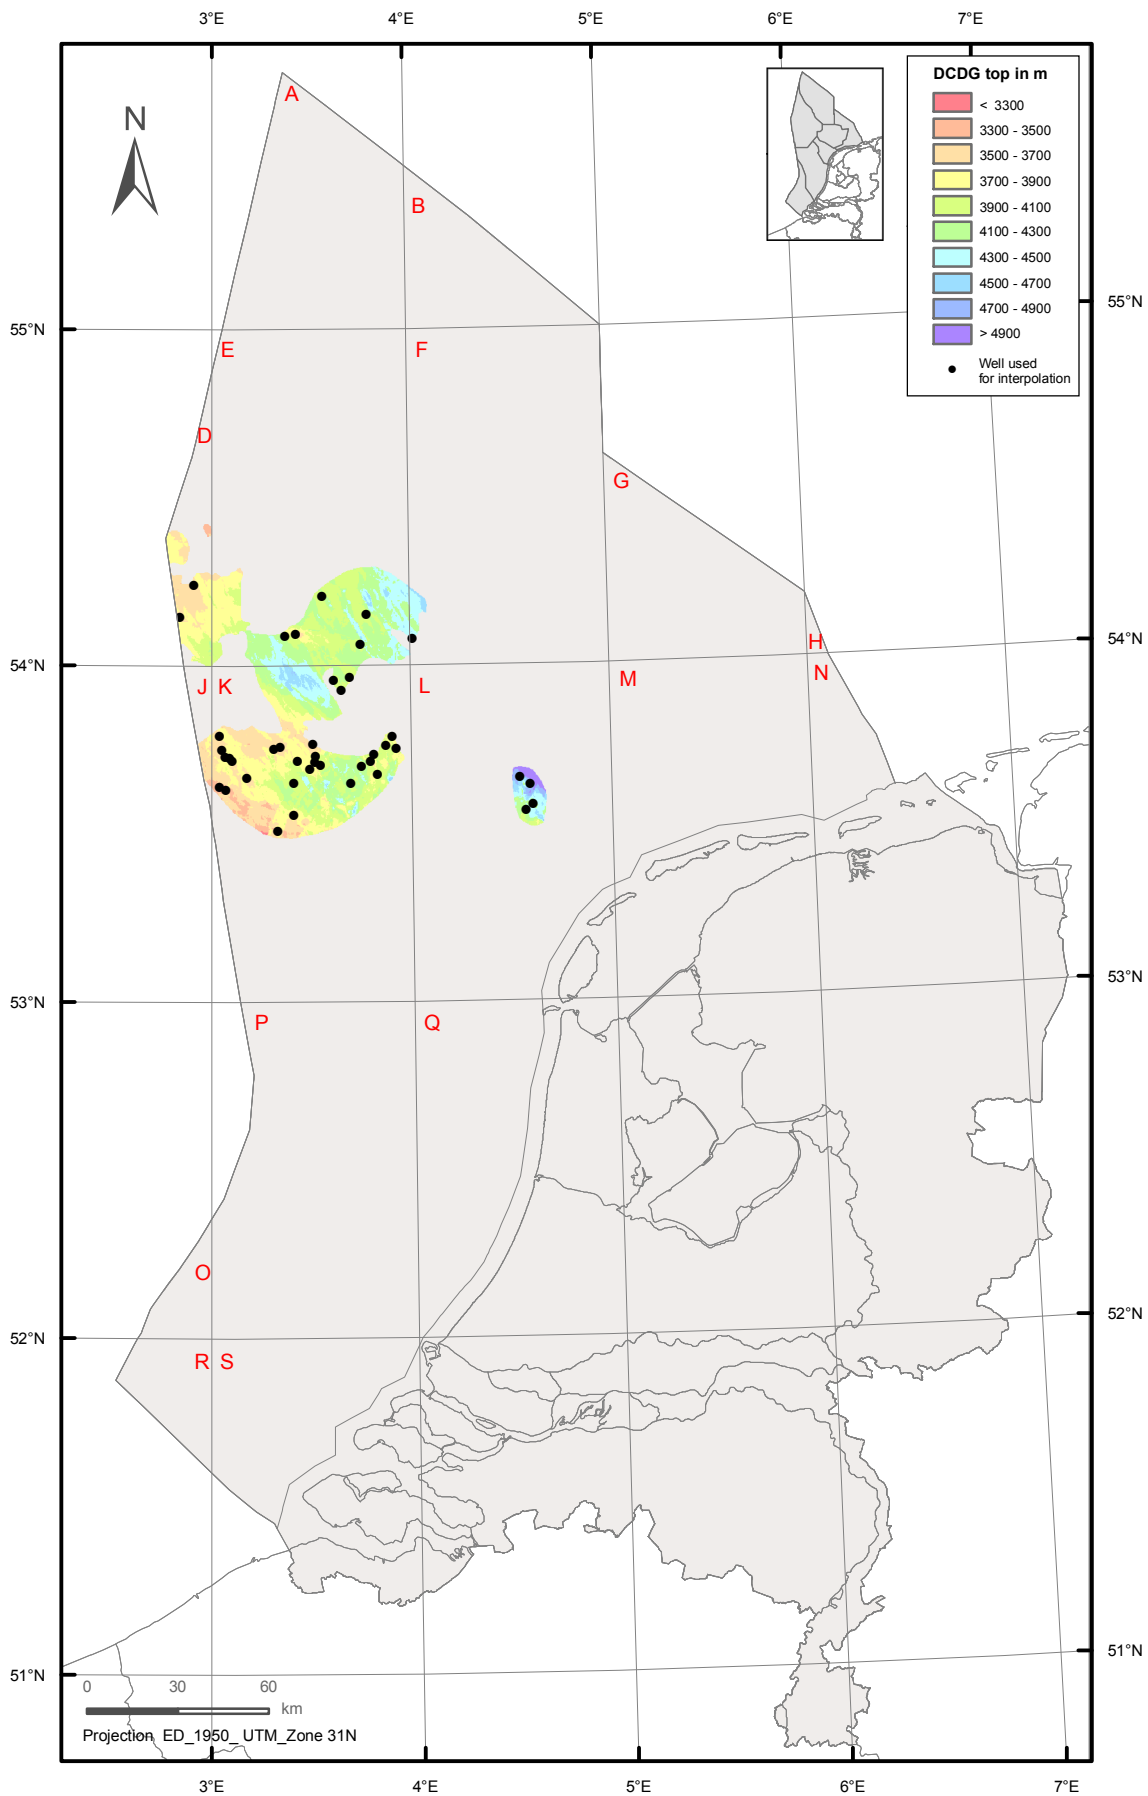 3°E 4°E 5°E 6°E 7°E
DCDG top in m
< 3300
3300 - 3500
3500 - 3700
3700 - 3900
3900 - 4100
4100 - 4300
4300 - 4500
4500 - 4700
4700 - 4900
> 4900
Well used
for interpolation
N
A
B
55°N
55°N
E
F
D
G
54°N
54°N
H
J K
L
M
N
53°N
53°N
P
Q
O
52°N
52°N
R S
51°N
51°N
0 30 60
km
Projection ED_1950_ UTM_Zone 31N
3°E 4°E 5°E 6°E 7°E